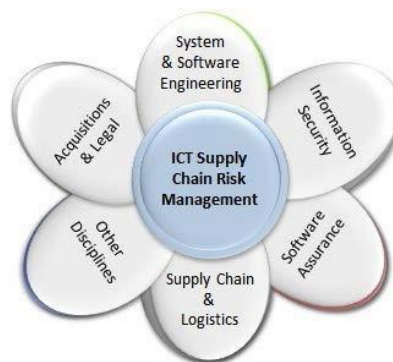 System
& Software
Engineering
Information
Security
Software
Assurance
Supply Chain
&
Logistics
Other
Disciplines
Acquisitions
& Legal
ICT Supply
Chain Risk
Management